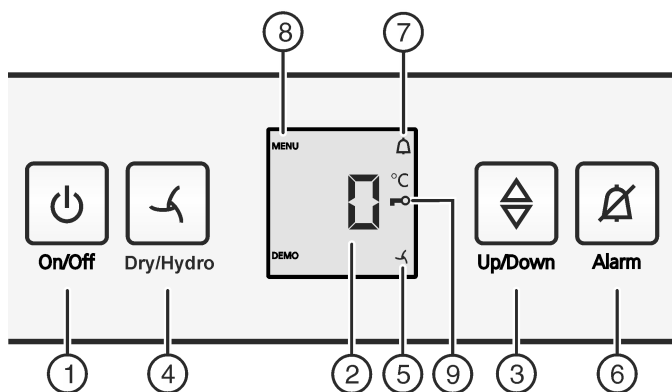 8 7
MENU
°C
0
On/Off Dry/Hydro DEMO Up/Down Alarm
1 4 2 5 9 3 6